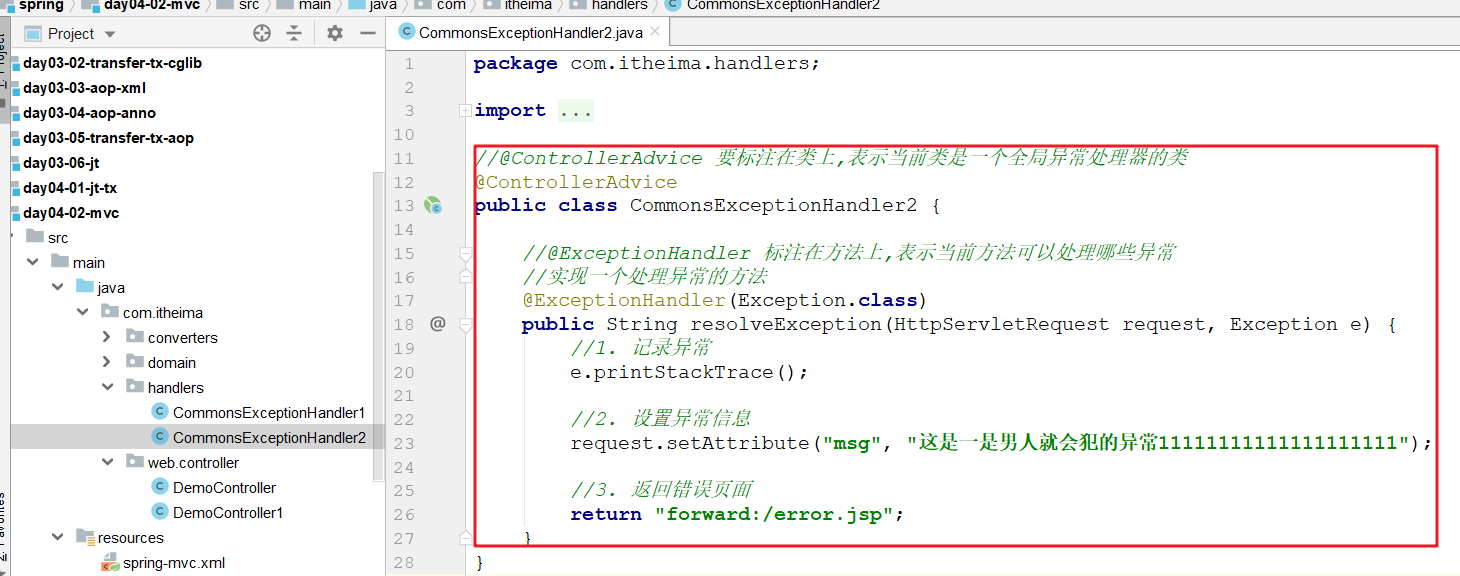 spring day04-02-mvc src main java com itheima handlers CommonsExceptionHandler2
Project
CommonsExceptionHandler2.java
day03-02-transfer-tx-cglib
day03-03-aop-xml
day03-04-aop-anno
day03-05-transfer-tx-aop
day03-06-jt
day04-01-jt-tx
day04-02-mvc
src
main
java
com.itheima
converters
domain
handlers
CommonsExceptionHandler1
CommonsExceptionHandler2
web.controller
DemoController
DemoController1
resources
spring-mvc.xml
1 package com.itheima.handlers;
2
3 import ...
10
11 //@ControllerAdvice 要标注在类上,表示当前类是一个全局异常处理器的类
12 @ControllerAdvice
13 public class CommonsExceptionHandler2 {
14
15 //@ExceptionHandler 标注在方法上,表示当前方法可以处理哪些异常
16 //实现一个处理异常的方法
17 @ExceptionHandler(Exception.class)
18 @ public String resolveException(HttpServletRequest request, Exception e) {
19 //1. 记录异常
20 e.printStackTrace();
21
22 //2. 设置异常信息
23 request.setAttribute("msg", "这是一是男人就会犯的异常11111111111111111111");
24
25 //3. 返回错误页面
26 return "forward:/error.jsp";
27 }
28 }